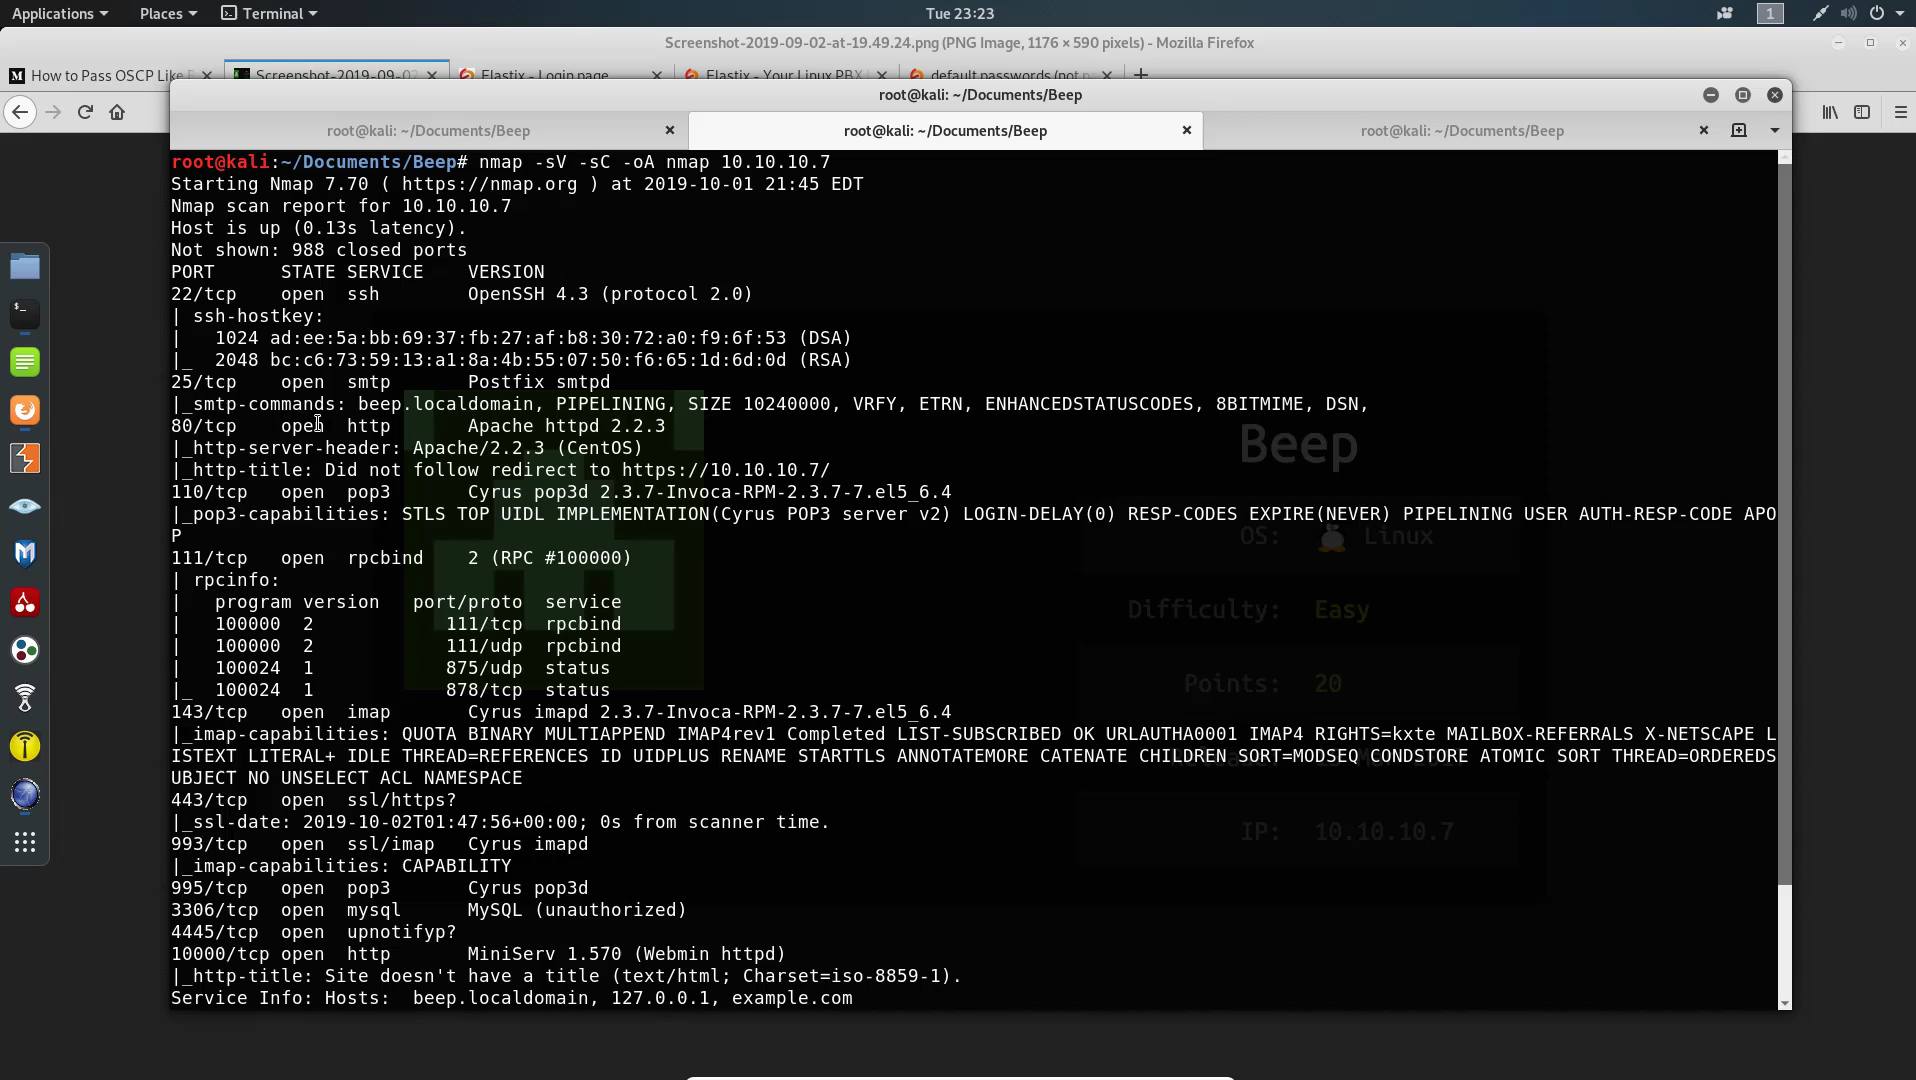 Applications
Places
Terminal
Tue 23:23
1
Screenshot-2019-09-02-at-19.49.24.png (PNG Image, 1176 × 590 pixels) - Mozilla Firefox
How to Pass OSCP Like
Screenshot-2019-09-02
Elastix - Login page
Elastix - Your Linux PBX
default passwords (not
root@kali: ~/Documents/Beep
root@kali: ~/Documents/Beep
root@kali: ~/Documents/Beep
root@kali: ~/Documents/Beep
root@kali:~/Documents/Beep# nmap -sV -sC -oA nmap 10.10.10.7
Starting Nmap 7.70 ( https://nmap.org ) at 2019-10-01 21:45 EDT
Nmap scan report for 10.10.10.7
Host is up (0.13s latency).
Not shown: 988 closed ports
PORT      STATE SERVICE    VERSION
22/tcp    open  ssh        OpenSSH 4.3 (protocol 2.0)
| ssh-hostkey:
|   1024 ad:ee:5a:bb:69:37:fb:27:af:b8:30:72:a0:f9:6f:53 (DSA)
|_  2048 bc:c6:73:59:13:a1:8a:4b:55:07:50:f6:65:1d:6d:0d (RSA)
25/tcp    open  smtp       Postfix smtpd
|_smtp-commands: beep.localdomain, PIPELINING, SIZE 10240000, VRFY, ETRN, ENHANCEDSTATUSCODES, 8BITMIME, DSN,
80/tcp    open  http       Apache httpd 2.2.3
|_http-server-header: Apache/2.2.3 (CentOS)
|_http-title: Did not follow redirect to https://10.10.10.7/
110/tcp   open  pop3       Cyrus pop3d 2.3.7-Invoca-RPM-2.3.7-7.el5_6.4
|_pop3-capabilities: STLS TOP UIDL IMPLEMENTATION(Cyrus POP3 server v2) LOGIN-DELAY(0) RESP-CODES EXPIRE(NEVER) PIPELINING USER AUTH-RESP-CODE APO
P
111/tcp   open  rpcbind    2 (RPC #100000)
| rpcinfo:
|   program version   port/proto  service
|   100000  2            111/tcp  rpcbind
|   100000  2            111/udp  rpcbind
|   100024  1            875/udp  status
|_  100024  1            878/tcp  status
143/tcp   open  imap       Cyrus imapd 2.3.7-Invoca-RPM-2.3.7-7.el5_6.4
|_imap-capabilities: QUOTA BINARY MULTIAPPEND IMAP4rev1 Completed LIST-SUBSCRIBED OK URLAUTHA0001 IMAP4 RIGHTS=kxte MAILBOX-REFERRALS X-NETSCAPE L
ISTEXT LITERAL+ IDLE THREAD=REFERENCES ID UIDPLUS RENAME STARTTLS ANNOTATEMORE CATENATE CHILDREN SORT=MODSEQ CONDSTORE ATOMIC SORT THREAD=ORDEREDS
UBJECT NO UNSELECT ACL NAMESPACE
443/tcp   open  ssl/https?
|_ssl-date: 2019-10-02T01:47:56+00:00; 0s from scanner time.
993/tcp   open  ssl/imap   Cyrus imapd
|_imap-capabilities: CAPABILITY
995/tcp   open  pop3       Cyrus pop3d
3306/tcp  open  mysql      MySQL (unauthorized)
4445/tcp  open  upnotifyp?
10000/tcp open  http       MiniServ 1.570 (Webmin httpd)
|_http-title: Site doesn't have a title (text/html; Charset=iso-8859-1).
Service Info: Hosts:  beep.localdomain, 127.0.0.1, example.com
Beep
OS: Linux
Difficulty: Easy
Points: 20
IP: 10.10.10.7